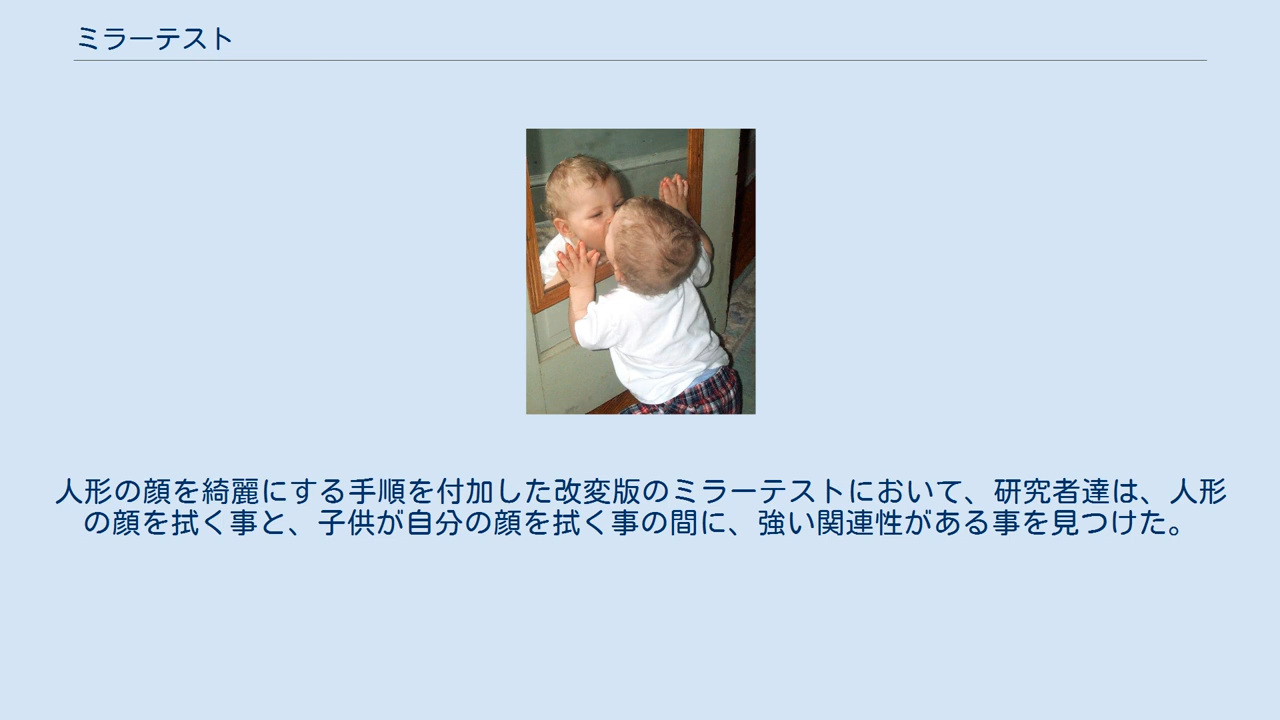 ミラーテスト
人形の顔を綺麗にする手順を付加した改変版のミラーテストにおいて、研究者達は、人形
の顔を拭く事と、子供が自分の顔を拭く事の間に、強い関連性がある事を見つけた。